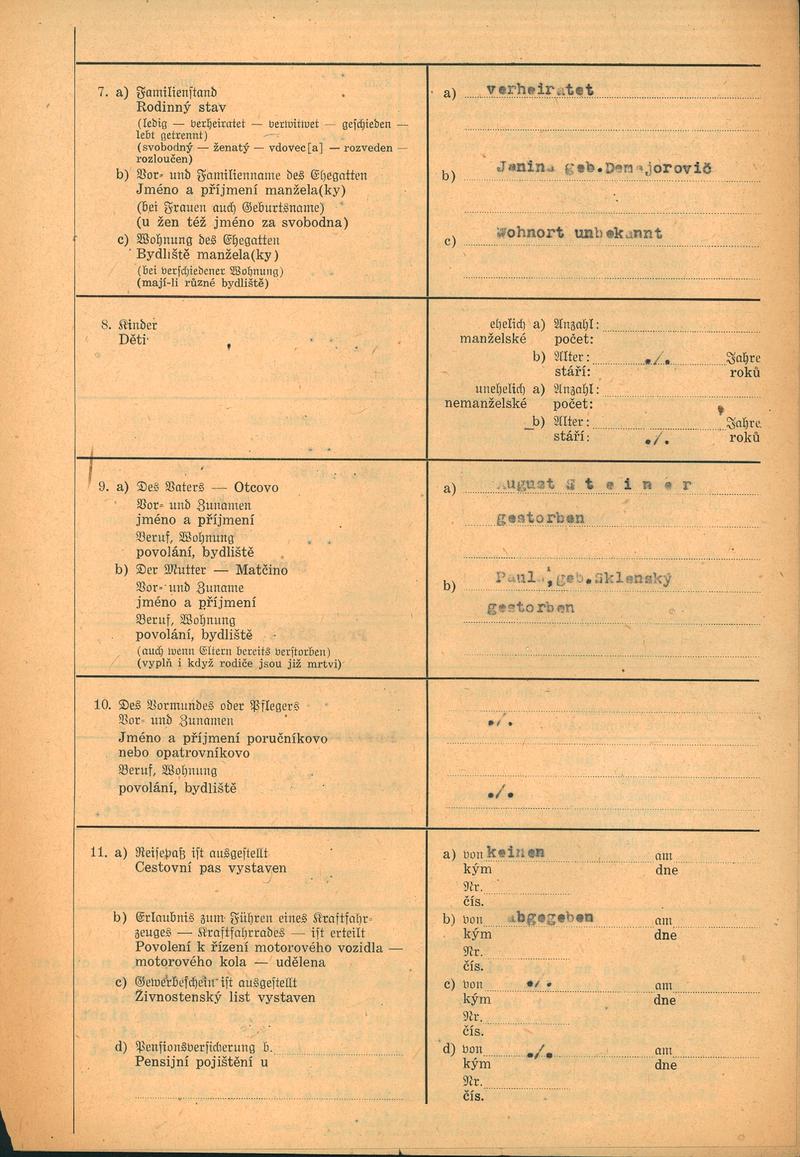 7. a) Familienstand
Rodinný stav
(ledig — verheiratet — verwitwet — geschieden —
lebt getrennt)
(svobodný — ženatý — vdovec[a] — rozveden —
rozloučen)
b) Vor- und Familienname des Ehegatten
Jméno a příjmení manžela(ky)
(bei Frauen auch Geburtsname)
(u žen též jméno za svobodna)
c) Wohnung des Ehegatten
Bydliště manžela(ky)
(bei verschiedener Wohnung)
(mají-li různé bydliště)
a) verheiratet
b) Janina geb.
c) Wohnort unbekannt
8. Kinder
Děti
ehelich a) Anzahl:
manželské počet:
b) Alter: ./. Jahre
stáří: roků
unehelich a) Anzahl:
nemanželské počet:
b) Alter: Jahre
stáří: ./. roků
9. a) Des Vaters — Otcovo
Vor- und Zunamen
jméno a příjmení
Beruf, Wohnung
povolání, bydliště
b) Der Mutter — Matčino
Vor- und Zuname
jméno a příjmení
Beruf, Wohnung
povolání, bydliště
(auch wenn Eltern bereits verstorben)
(vyplň i když rodiče jsou již mrtvi)
a) August S t e i n e r
gestorben
b) Paula, geb.Sklenský
gestorben
10. Des Vormundes oder Pflegers
Vor- und Zunamen
Jméno a příjmení poručníkovo
nebo opatrovníkovo
Beruf, Wohnung
povolání, bydliště
./.
./.
11. a) Reisepaß ist ausgestellt
Cestovní pas vystaven
b) Erlaubnis zum Führen eines Kraftfahr-
zeuges — Kraftfahrrades — ist erteilt
Povolení k řízení motorového vozidla —
motorového kola — udělena
c) Gewerbeschein ist ausgestellt
Živnostenský list vystaven
d) Pensionsversicherung b.
Pensijní pojištění u
a) von keinen am
kým dne
Nr.
čís.
b) von abgegeben am
kým dne
Nr.
čís.
c) von ./. am
kým dne
Nr.
čís.
d) von ./. am
kým dne
Nr.
čís.